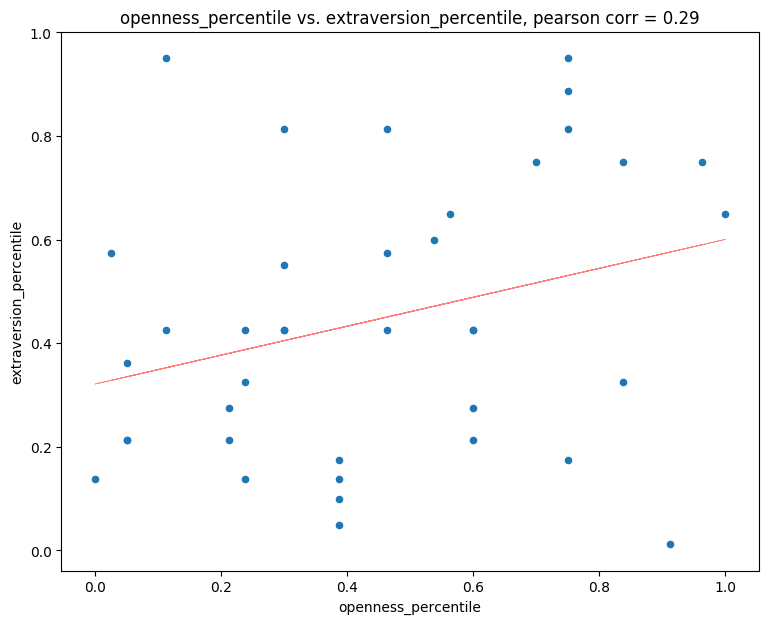 openness_percentile vs. extraversion_percentile, pearson corr = 0.29
1.0
0.8
0.6
0.4
0.2
0.0
extraversion_percentile
0.0 0.2 0.4 0.6 0.8 1.0
openness_percentile